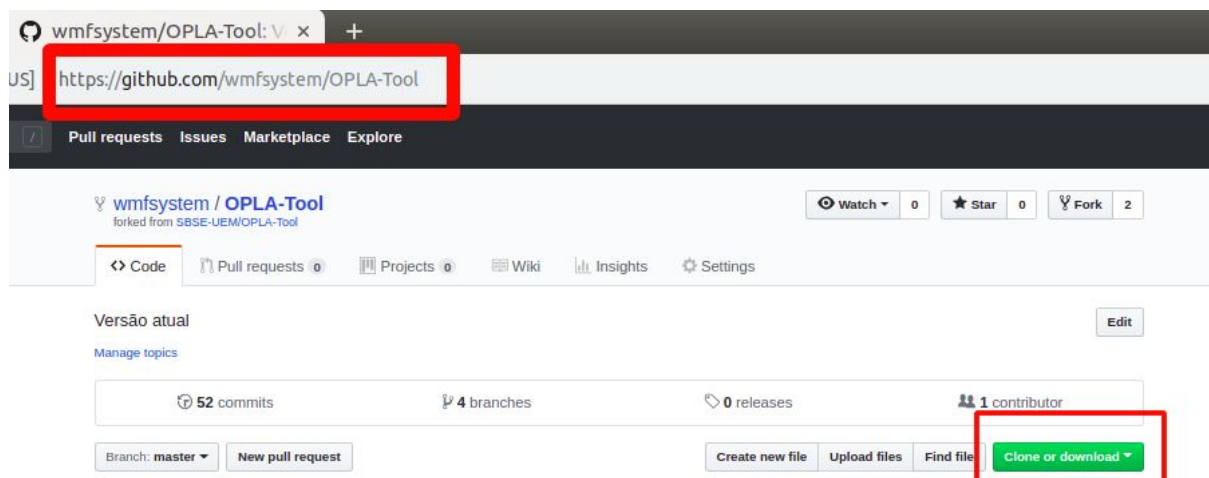 wmfsystem/OPLA-Tool: V × +
US] https://github.com/wmfsystem/OPLA-Tool
/ Pull requests Issues Marketplace Explore
wmfsystem / OPLA-Tool Watch 0 Star 0 Fork 2
forked from SBSE-UEM/OPLA-Tool
<> Code Pull requests 0 Projects 0 Wiki Insights Settings
Versão atual Edit
Manage topics
52 commits 4 branches 0 releases 1 contributor
Branch: master New pull request Create new file Upload files Find file Clone or download